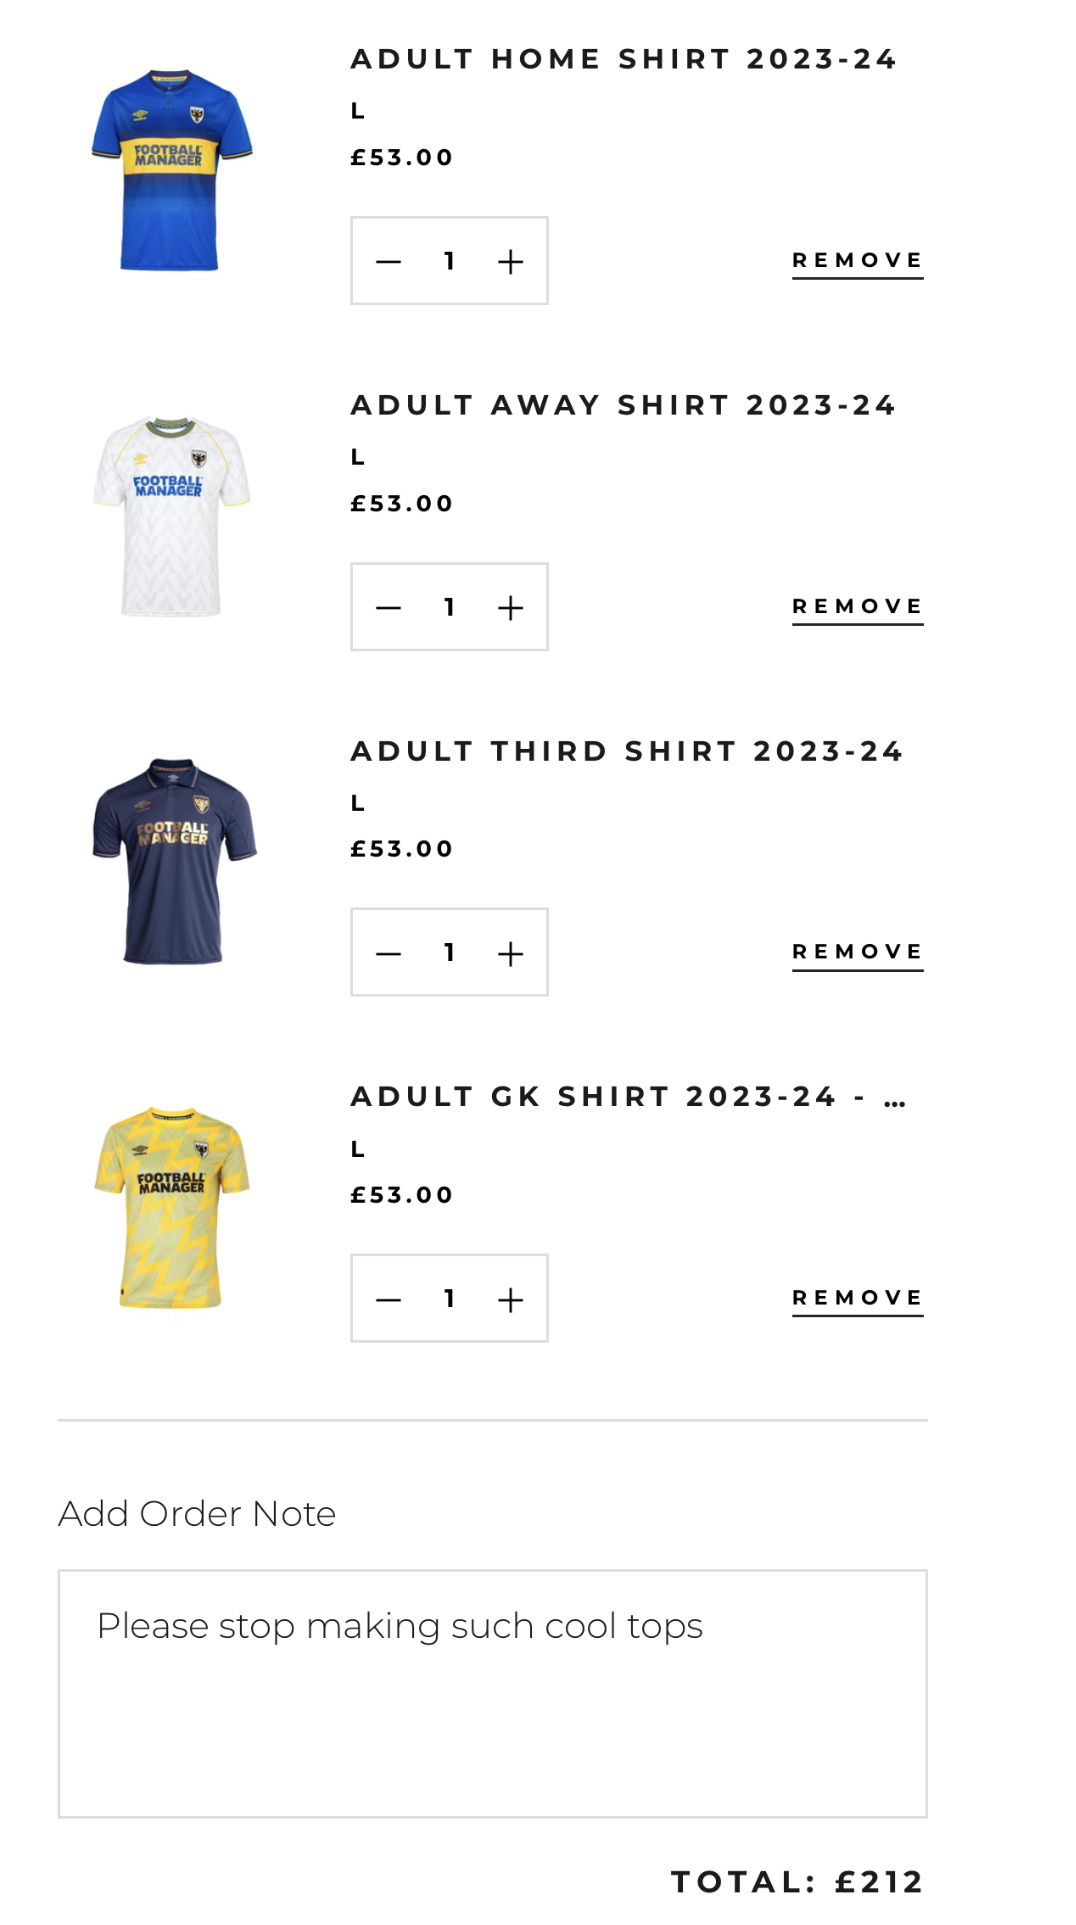 ADULT HOME SHIRT 2023-24
L
£53.00
FOOTBALL
MANAGER
− 1 +
REMOVE
ADULT AWAY SHIRT 2023-24
L
£53.00
FOOTBALL
MANAGER
− 1 +
REMOVE
ADULT THIRD SHIRT 2023-24
L
£53.00
FOOTBALL
MANAGER
− 1 +
REMOVE
ADULT GK SHIRT 2023-24 - ...
L
£53.00
FOOTBALL
MANAGER
− 1 +
REMOVE
Add Order Note
Please stop making such cool tops
TOTAL: £212